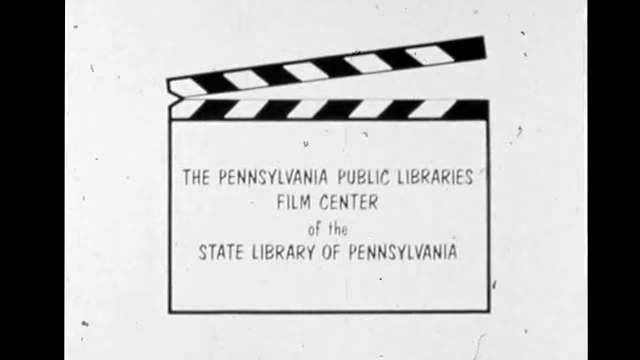 THE PENNSYLVANIA PUBLIC LIBRARIES
FILM CENTER
of the
STATE LIBRARY OF PENNSYLVANIA